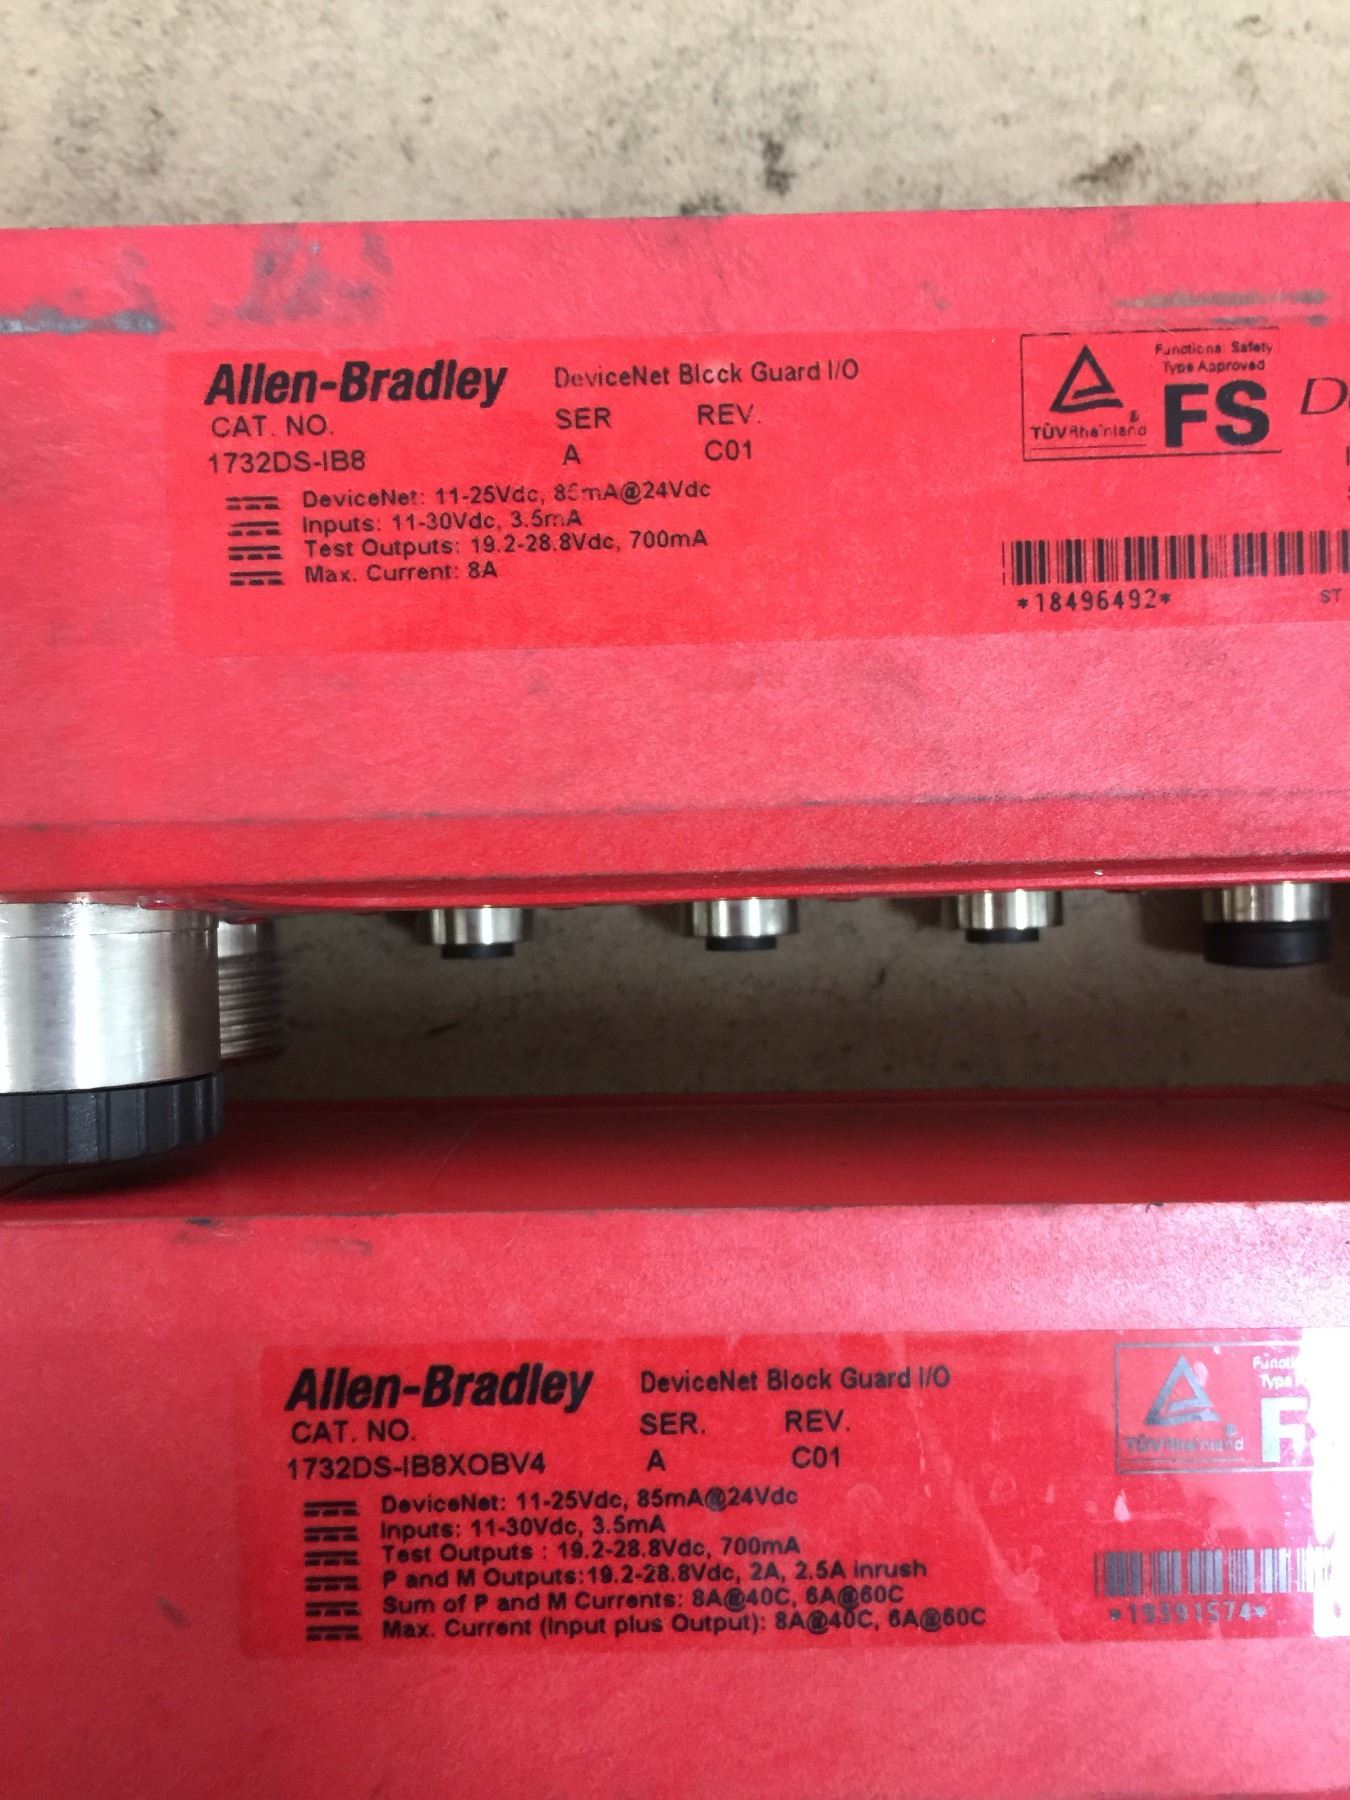 Allen-Bradley DeviceNet Block Guard I/O
CAT. NO. SER REV.
1732DS-IB8 A C01
DeviceNet: 11-25Vdc, 85mA@24Vdc
Inputs: 11-30Vdc, 3.5mA
Test Outputs: 19.2-28.8Vdc, 700mA
Max. Current: 8A
Functional Safety
Type Approved
TÜVRheinland
FS
*18496492*
ST
Allen-Bradley DeviceNet Block Guard I/O
CAT. NO. SER. REV.
1732DS-IB8XOBV4 A C01
DeviceNet: 11-25Vdc, 85mA@24Vdc
Inputs: 11-30Vdc, 3.5mA
Test Outputs : 19.2-28.8Vdc, 700mA
P and M Outputs:19.2-28.8Vdc, 2A, 2.5A inrush
Sum of P and M Currents: 8A@40C, 6A@60C
Max. Current (Input plus Output): 8A@40C, 6A@60C
TÜVRheinland
*19391574*